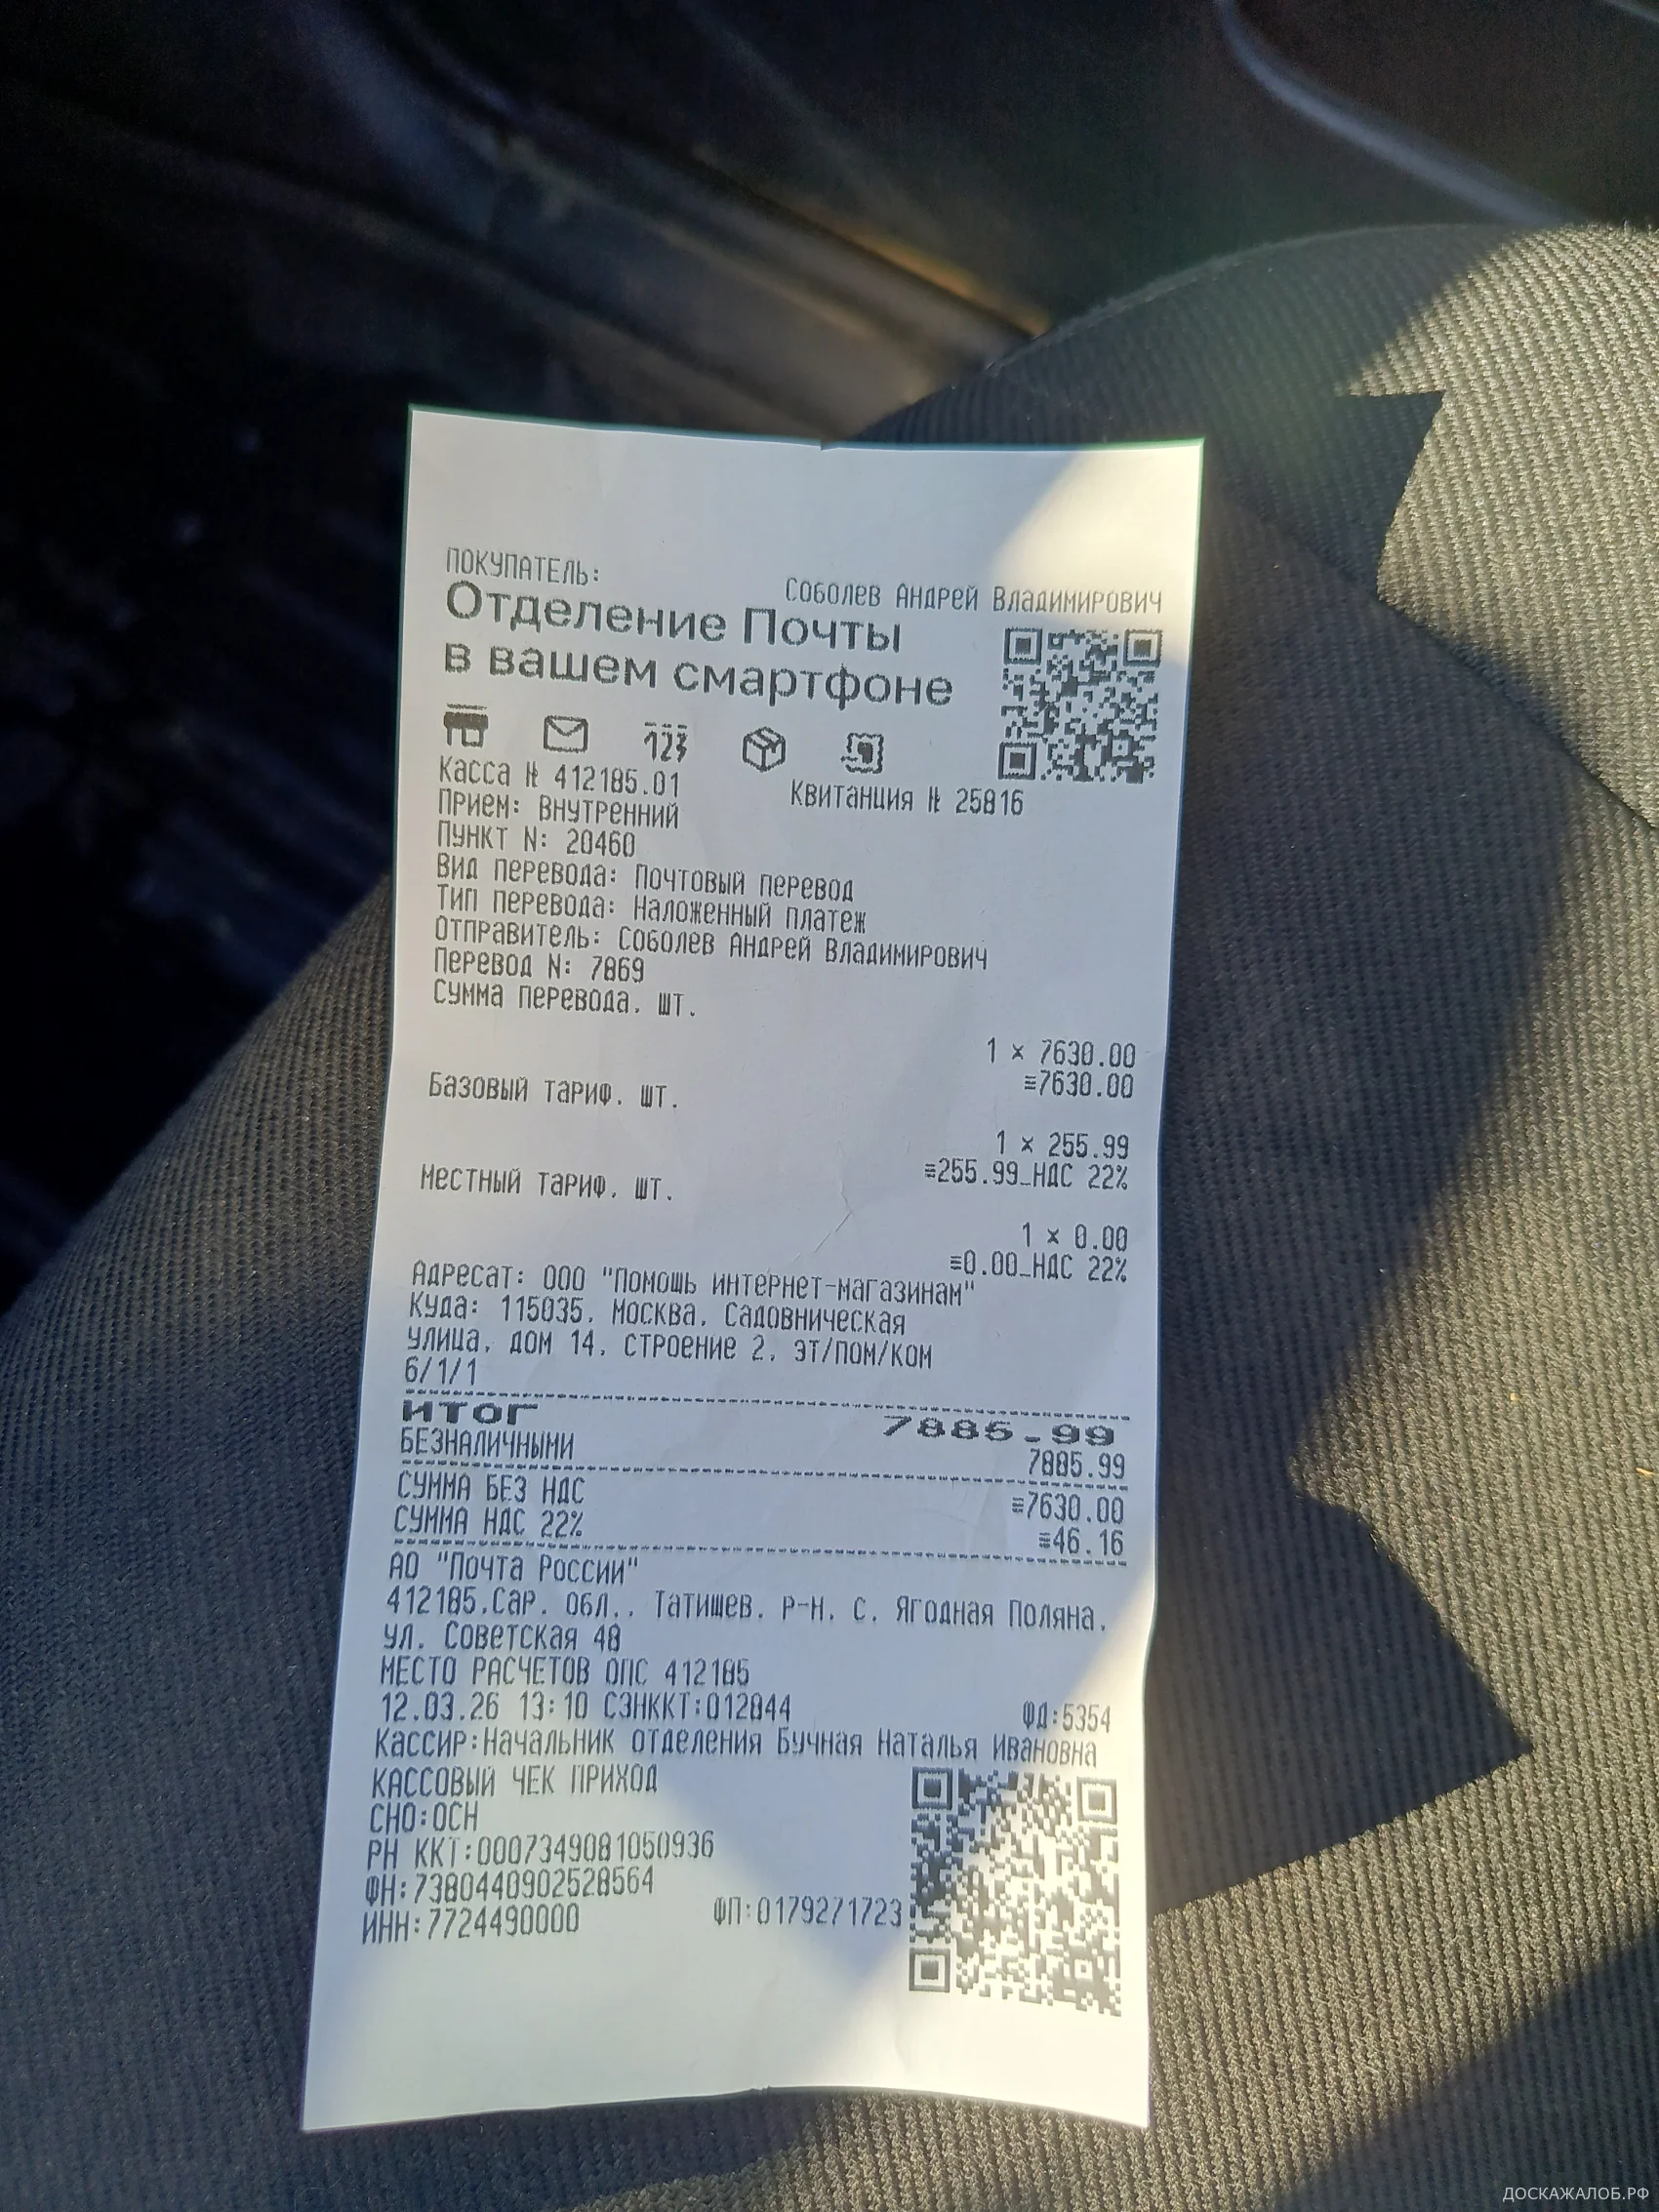 ПОКУПАТЕЛЬ:
Соболев Андрей Владимирович
Отделение Почты
в вашем смартфоне
123
Касса № 412185.01
Квитанция № 25816
Прием: Внутренний
Пункт N: 20460
Вид перевода: Почтовый перевод
Тип перевода: Наложенный платеж
Отправитель: Соболев Андрей Владимирович
Перевод N: 7869
Сумма перевода, шт.
1 × 7630.00
≡7630.00
Базовый тариф, шт.
1 × 255.99
≡255.99_НДС 22%
Местный тариф, шт.
1 × 0.00
≡0.00_НДС 22%
Адресат: ООО "Помощь интернет-магазинам"
Куда: 115035, Москва, Садовническая
улица, дом 14, строение 2, эт/пом/ком
6/1/1
ИТОГ 7885.99
БЕЗНАЛИЧНЫМИ 7885.99
СУММА БЕЗ НДС ≡7630.00
СУММА НДС 22% ≡46.16
АО "Почта России"
412185,Сар. обл., Татищев. р-н, с. Ягодная Поляна,
ул. Советская 48
МЕСТО РАСЧЕТОВ ОПС 412185
12.03.26 13:10 СЭНККТ:012844 ФД:5354
Кассир:Начальник отделения Бучная Наталья Ивановна
КАССОВЫЙ ЧЕК ПРИХОД
СНО:ОСН
РН ККТ:0007349081050936
ФН:7380440902528564
ИНН:7724490000 ФП:0179271723
ДОСКАЖАЛОБ.РФ